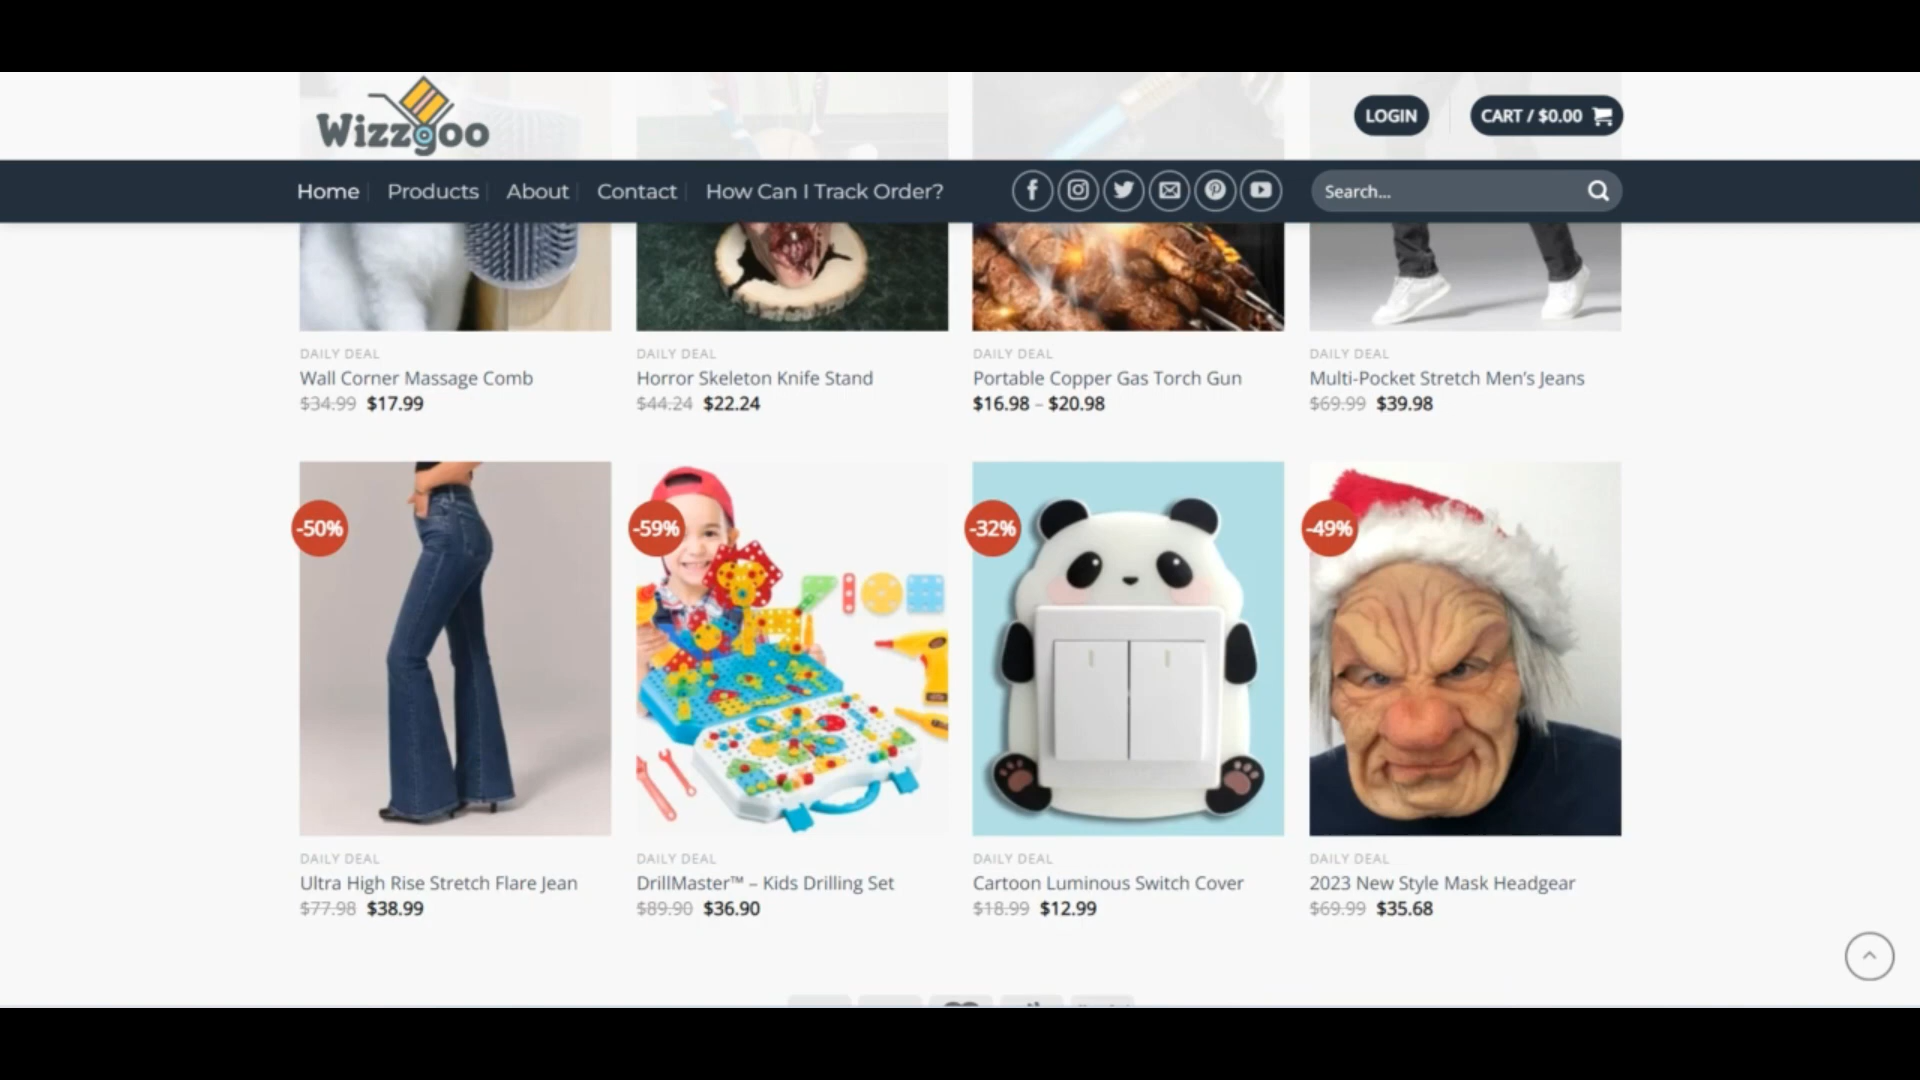 Wizzgoo
LOGIN
CART / $0.00
Home
Products
About
Contact
How Can I Track Order?
Search...
DAILY DEAL
Wall Corner Massage Comb
$34.99 $17.99
DAILY DEAL
Horror Skeleton Knife Stand
$44.24 $22.24
DAILY DEAL
Portable Copper Gas Torch Gun
$16.98 – $20.98
DAILY DEAL
Multi-Pocket Stretch Men's Jeans
$69.99 $39.98
-50%
DAILY DEAL
Ultra High Rise Stretch Flare Jean
$77.98 $38.99
-59%
DAILY DEAL
DrillMaster™ – Kids Drilling Set
$89.90 $36.90
-32%
DAILY DEAL
Cartoon Luminous Switch Cover
$18.99 $12.99
-49%
DAILY DEAL
2023 New Style Mask Headgear
$69.99 $35.68